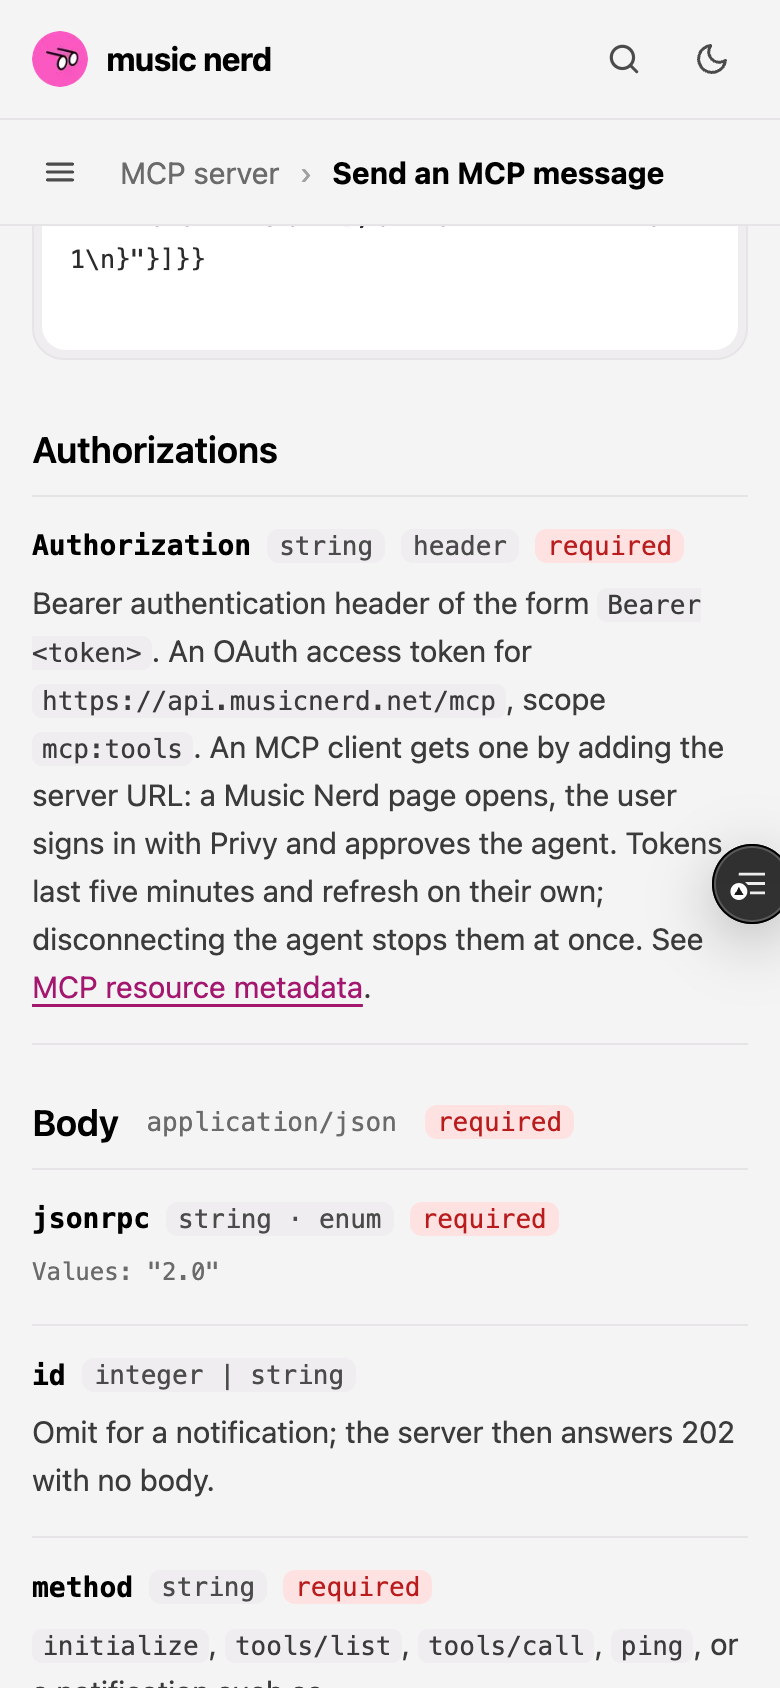 music nerd
MCP server › Send an MCP message
1\n}"}]}}
Authorizations
Authorization string header required
Bearer authentication header of the form Bearer
<token> . An OAuth access token for
https://api.musicnerd.net/mcp , scope
mcp:tools . An MCP client gets one by adding the
server URL: a Music Nerd page opens, the user
signs in with Privy and approves the agent. Tokens
last five minutes and refresh on their own;
disconnecting the agent stops them at once. See
MCP resource metadata.
Body application/json required
jsonrpc string · enum required
Values: "2.0"
id integer | string
Omit for a notification; the server then answers 202
with no body.
method string required
initialize , tools/list , tools/call , ping , or
a notification such as